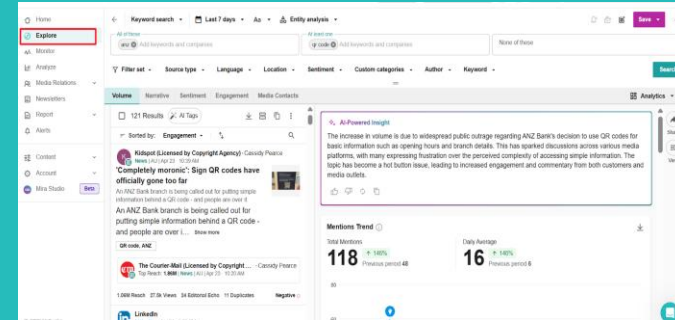 Home
Explore
Monitor
Analyze
Media Relations
Newsletters
Report
Alerts
Content
Account
Mira Studio Beta
Keyword search
Last 7 days
Aa
Entity analysis
Save
All of these
anz Add keywords and companies
At least one
qr code Add keywords and companies
None of these
Filter set
Source type
Language
Location
Sentiment
Custom categories
Author
Keyword
Search
Volume Narrative Sentiment Engagement Media Contacts
Analytics
121 Results AI Tags
Sorted by: Engagement
Kidspot (Licensed by Copyright Agency) · Cassidy Pearce
News | AU | Apr 23 · 10:39 AM
'Completely moronic': Sign QR codes have
officially gone too far
An ANZ Bank branch is being called out for putting simple
information behind a QR code - and people are over it
An ANZ Bank branch is being called out for
putting simple information behind a QR code -
and people are over i... Show more
QR code, ANZ
The Courier-Mail (Licensed by Copyright ... · Cassidy Pearce
Top Reach: 1.06M | News | AU | Apr 23 · 10:20 AM
1.06M Reach 27.5k Views 34 Editorial Echo 11 Duplicates Negative
LinkedIn
AI-Powered Insight
The increase in volume is due to widespread public outrage regarding ANZ Bank's decision to use QR codes for
basic information such as opening hours and branch details. This has sparked discussions across various media
platforms, with many expressing frustration over the perceived complexity of accessing simple information. The
topic has become a hot button issue, leading to increased engagement and commentary from both customers and
media outlets.
Mentions Trend
Total Mentions
118 146%
Previous period 48
Daily Average
16 146%
Previous period 6
80